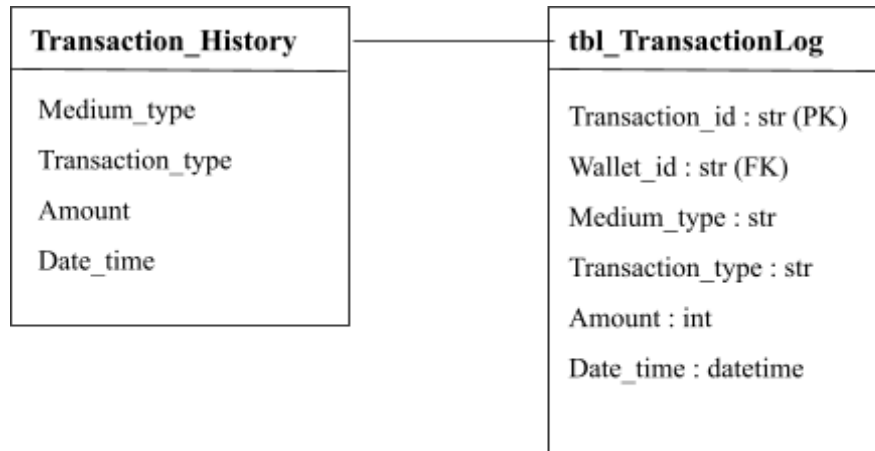 Transaction_History
Medium_type
Transaction_type
Amount
Date_time
tbl_TransactionLog
Transaction_id : str (PK)
Wallet_id : str (FK)
Medium_type : str
Transaction_type : str
Amount : int
Date_time : datetime